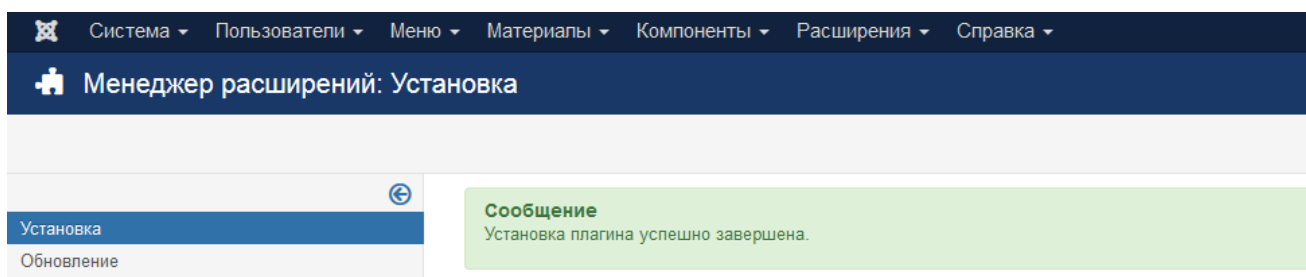 Система Пользователи Меню Материалы Компоненты Расширения Справка
Менеджер расширений: Установка
Установка
Обновление
Сообщение
Установка плагина успешно завершена.